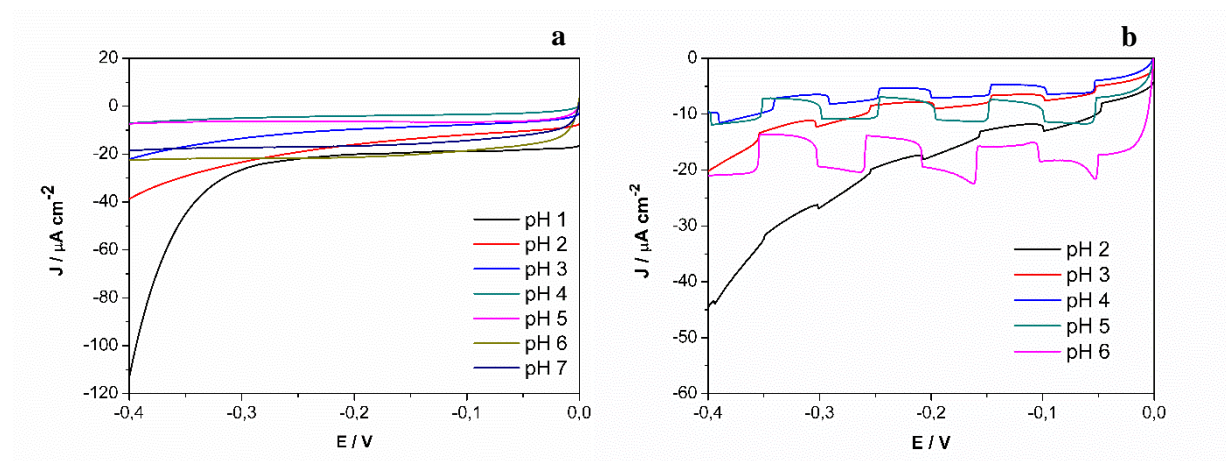 a
20
0
-20
-40
-60
-80
-100
-120
J / µA cm-2
-0,4
-0,3
-0,2
-0,1
0,0
E / V
pH 1
pH 2
pH 3
pH 4
pH 5
pH 6
pH 7
b
0
-10
-20
-30
-40
-50
-60
J / µA cm-2
-0,4
-0,3
-0,2
-0,1
0,0
E / V
pH 2
pH 3
pH 4
pH 5
pH 6